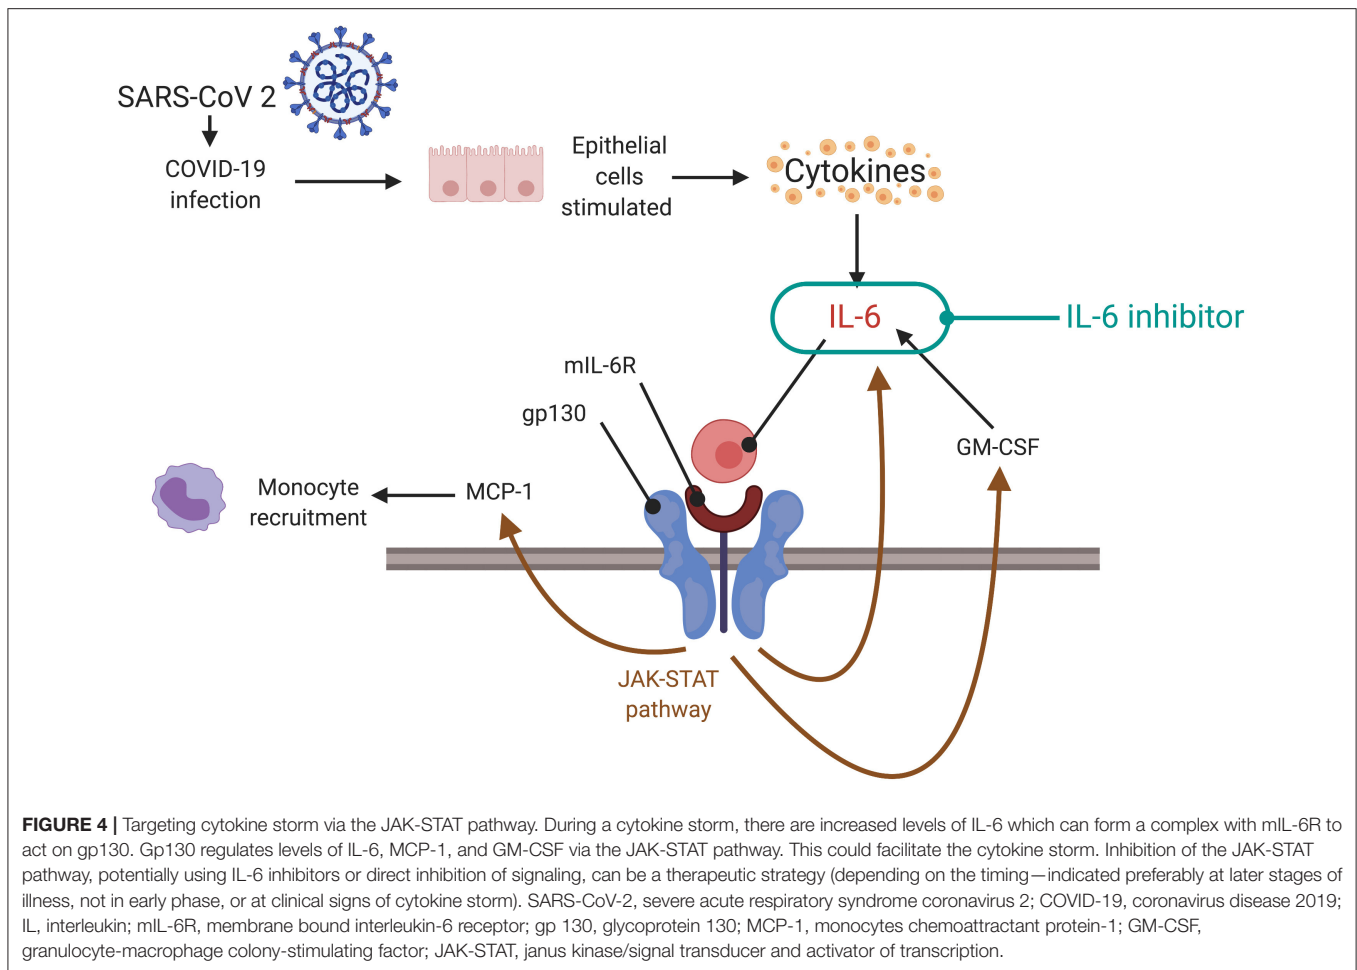 SARS-CoV 2
COVID-19
infection
Epithelial
cells
stimulated
Cytokines
IL-6
IL-6 inhibitor
mIL-6R
gp130
GM-CSF
Monocyte
recruitment
MCP-1
JAK-STAT
pathway
FIGURE 4 | Targeting cytokine storm via the JAK-STAT pathway. During a cytokine storm, there are increased levels of IL-6 which can form a complex with mIL-6R to
act on gp130. Gp130 regulates levels of IL-6, MCP-1, and GM-CSF via the JAK-STAT pathway. This could facilitate the cytokine storm. Inhibition of the JAK-STAT
pathway, potentially using IL-6 inhibitors or direct inhibition of signaling, can be a therapeutic strategy (depending on the timing—indicated preferably at later stages of
illness, not in early phase, or at clinical signs of cytokine storm). SARS-CoV-2, severe acute respiratory syndrome coronavirus 2; COVID-19, coronavirus disease 2019;
IL, interleukin; mIL-6R, membrane bound interleukin-6 receptor; gp 130, glycoprotein 130; MCP-1, monocytes chemoattractant protein-1; GM-CSF,
granulocyte-macrophage colony-stimulating factor; JAK-STAT, janus kinase/signal transducer and activator of transcription.